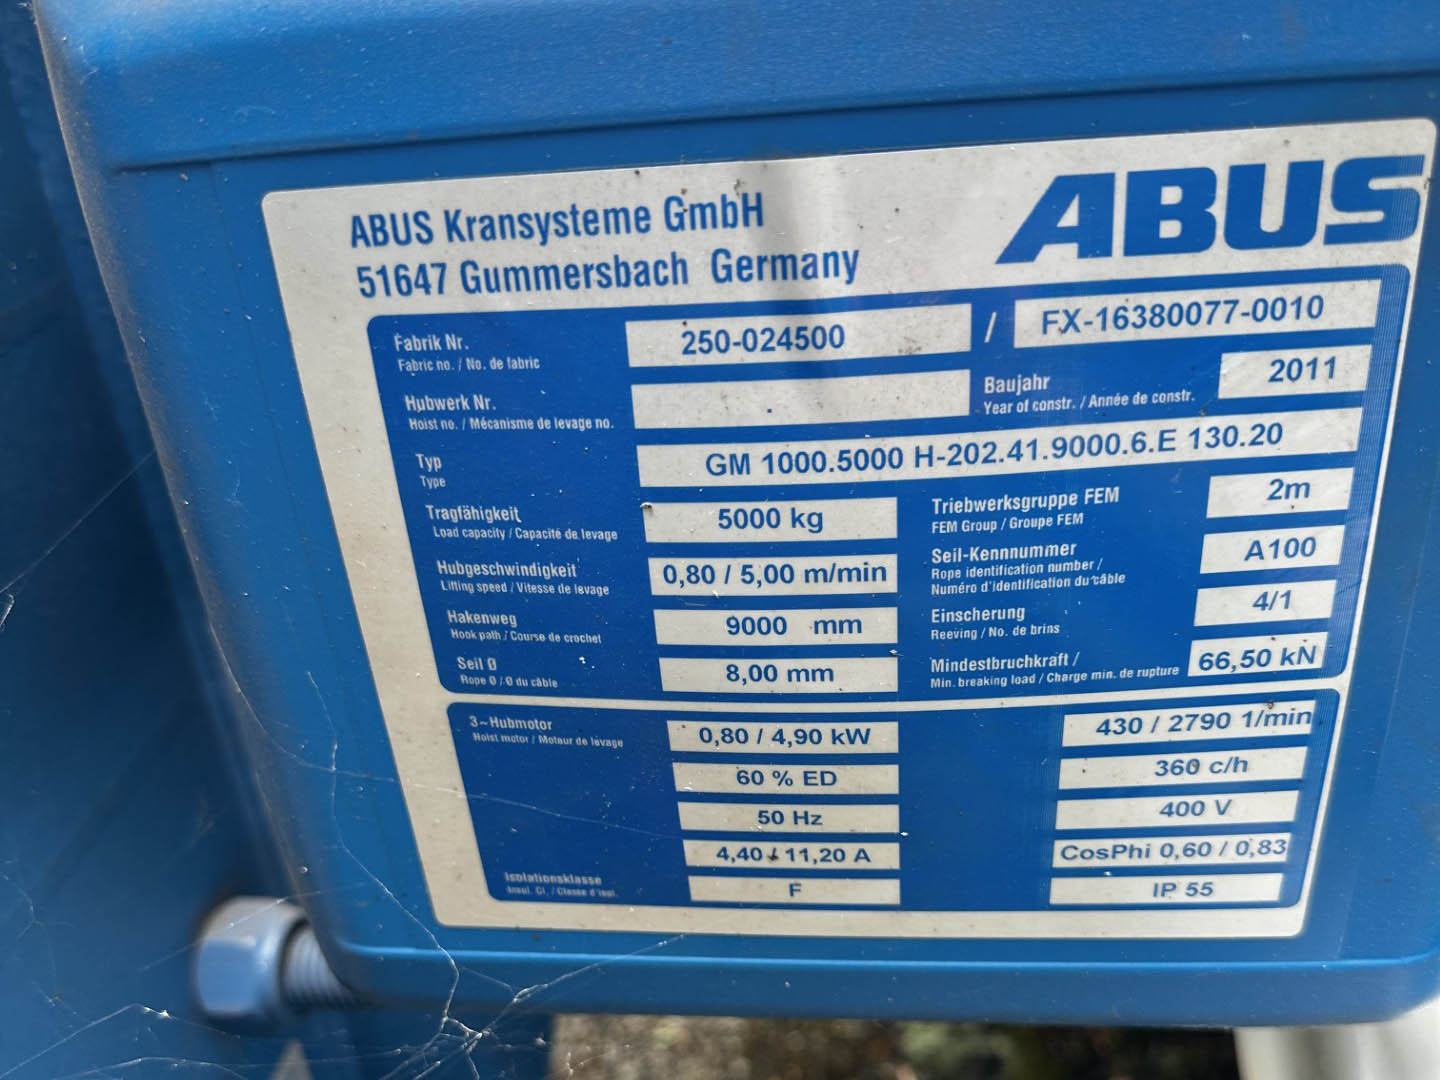 ABUS Kransysteme GmbH
51647 Gummersbach Germany
ABUS
Fabrik Nr.
Fabric no. / No. de fabric
250-024500 / FX-16380077-0010
Hubwerk Nr.
Hoist no. / Mécanisme de levage no.
.
Baujahr
Year of constr. / Année de constr.
2011
Typ
Type
GM 1000.5000 H-202.41.9000.6.E 130.20
Tragfähigkeit
Load capacity / Capacité de levage
5000 kg
Triebwerksgruppe FEM
FEM Group / Groupe FEM
2m
Hubgeschwindigkeit
Lifting speed / Vitesse de levage
0,80 / 5,00 m/min
Seil-Kennnummer
Rope identification number /
Numéro d'identification du câble
A100
Hakenweg
Hook path / Course de crochet
9000 mm
Einscherung
Reeving / No. de brins
4/1
Seil Ø
Rope Ø / Ø du câble
8,00 mm
Mindestbruchkraft /
Min. breaking load / Charge min. de rupture
66,50 kN
3~Hubmotor
Hoist motor / Moteur de levage
0,80 / 4,90 kW
430 / 2790 1/min
60 % ED
360 c/h
50 Hz
400 V
4,40 / 11,20 A
CosPhi 0,60 / 0,83
Isolationsklasse
Insul. Cl. / Classe d'isol.
F
IP 55